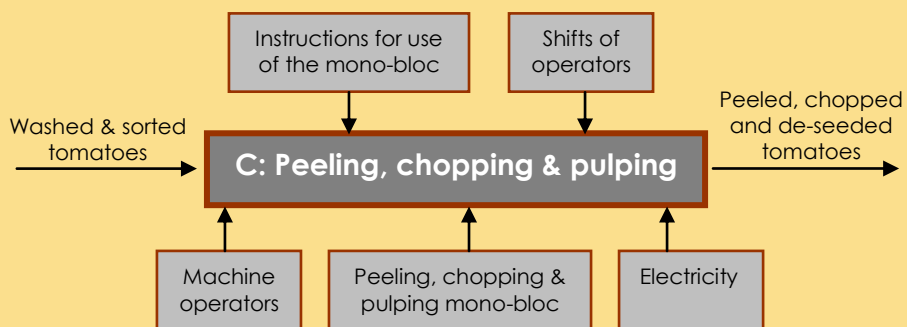 Instructions for use
of the mono-bloc
Shifts of
operators
Washed & sorted
tomatoes
Peeled, chopped
and de-seeded
tomatoes
C: Peeling, chopping & pulping
Machine
operators
Peeling, chopping &
pulping mono-bloc
Electricity